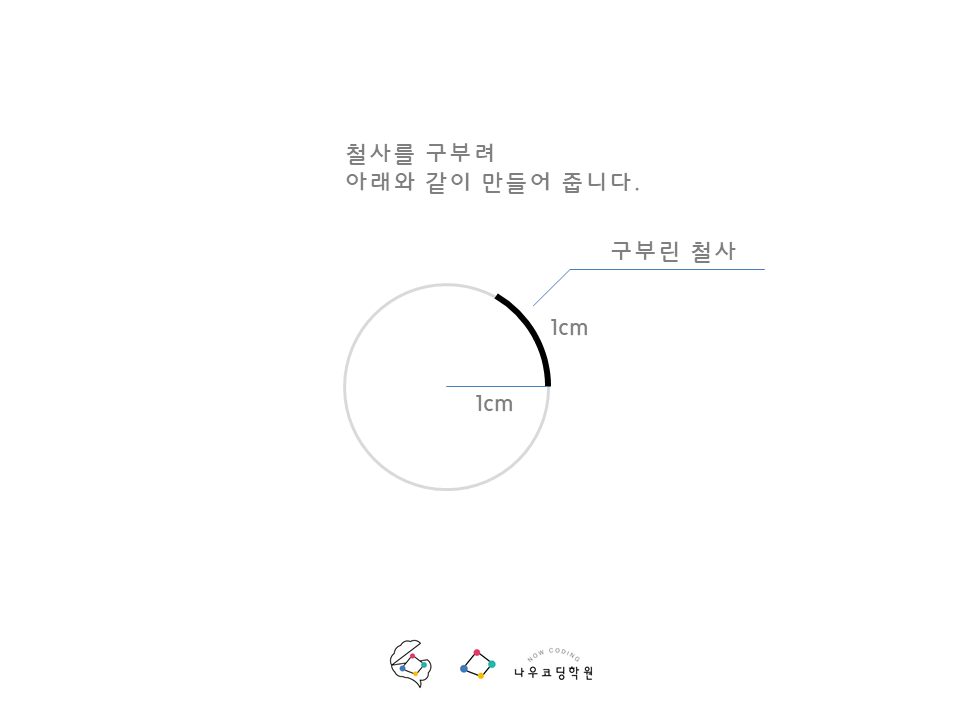 철사를 구부려
아래와 같이 만들어 줍니다.
구부린 철사
1cm
1cm
NOW CODING
나우코딩학원